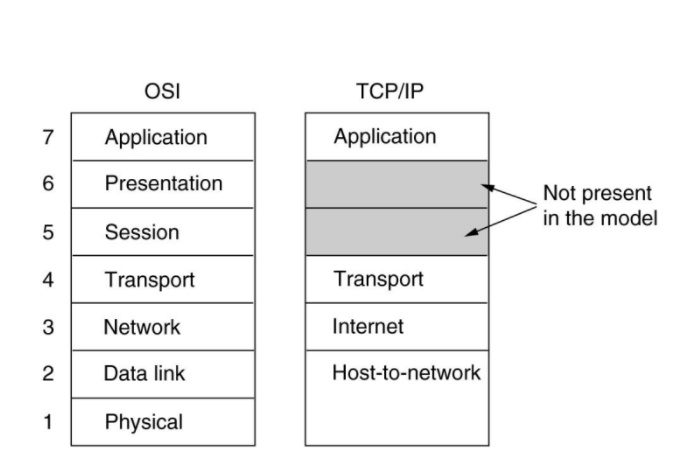 OSI TCP/IP
7 Application Application
6 Presentation
Not present
in the model
5 Session
4 Transport Transport
3 Network Internet
2 Data link Host-to-network
1 Physical